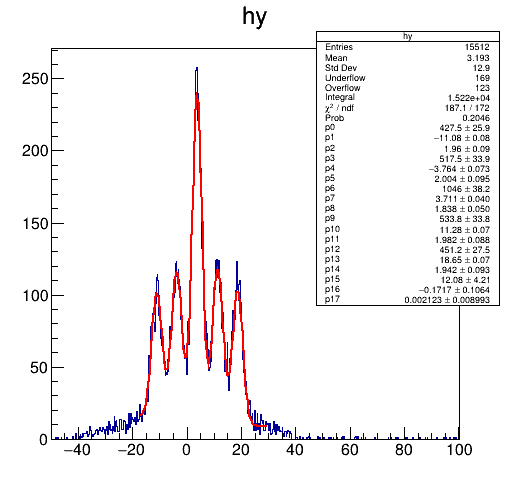 hy
hy
Entries 15512
Mean 3.193
Std Dev 12.9
Underflow 169
Overflow 123
Integral 1.522e+04
χ² / ndf 187.1 / 172
Prob 0.2046
p0 427.5 ± 25.9
p1 −11.08 ± 0.08
p2 1.96 ± 0.09
p3 517.5 ± 33.9
p4 −3.764 ± 0.073
p5 2.004 ± 0.095
p6 1046 ± 38.2
p7 3.711 ± 0.040
p8 1.838 ± 0.050
p9 533.8 ± 33.8
p10 11.28 ± 0.07
p11 1.982 ± 0.088
p12 451.2 ± 27.5
p13 18.65 ± 0.07
p14 1.942 ± 0.093
p15 12.08 ± 4.21
p16 −0.1717 ± 0.1064
p17 0.002123 ± 0.008993
250
200
150
100
50
0
−40 −20 0 20 40 60 80 100